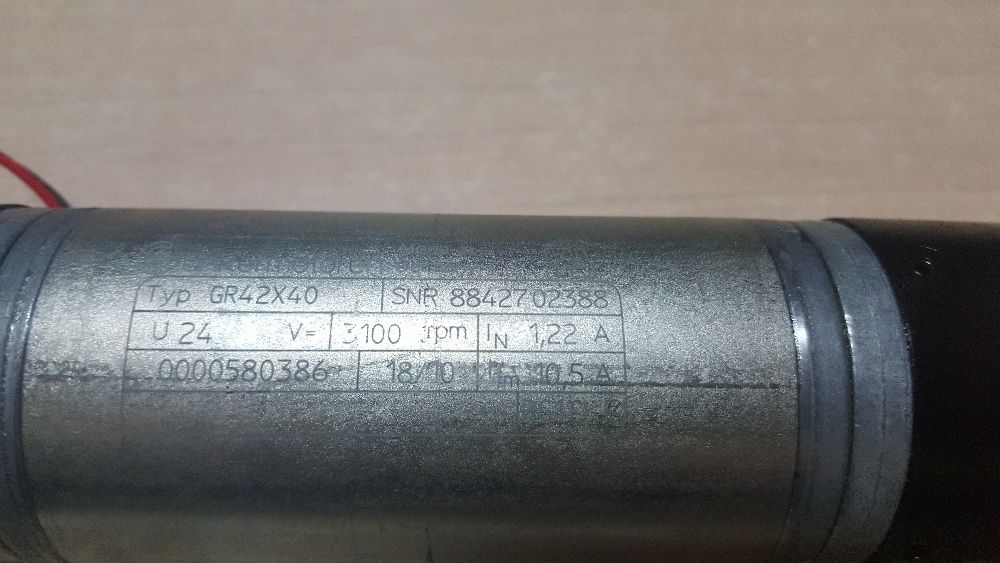 Typ GR42X40 SNR 8842702388
U 24 V= 3100 rpm IN 1,22 A
0000580386 18/10 10,5 A